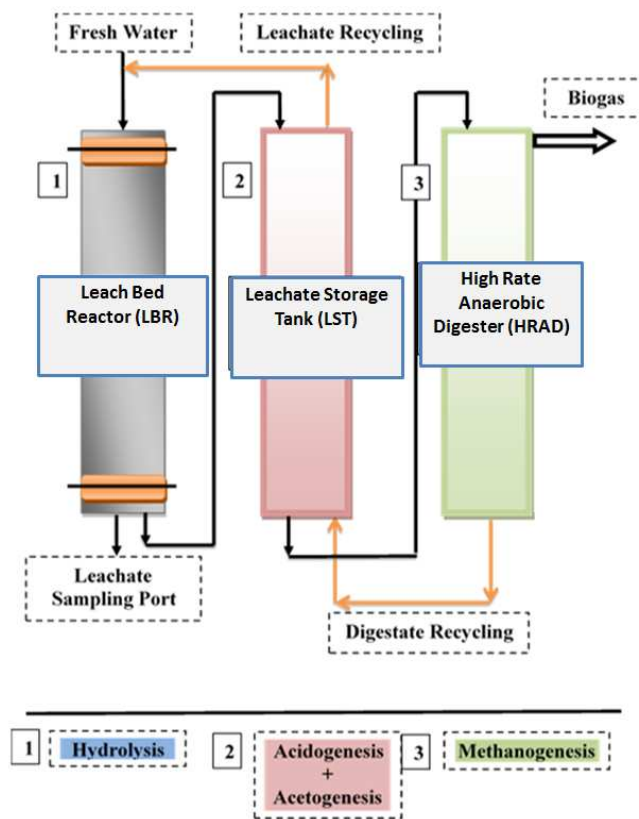 Fresh Water
Leachate Recycling
Biogas
1
2
3
Leach Bed
Reactor (LBR)
Leachate Storage
Tank (LST)
High Rate
Anaerobic
Digester (HRAD)
Leachate
Sampling Port
Digestate Recycling
1
Hydrolysis
2
Acidogenesis
+
Acetogenesis
3
Methanogenesis